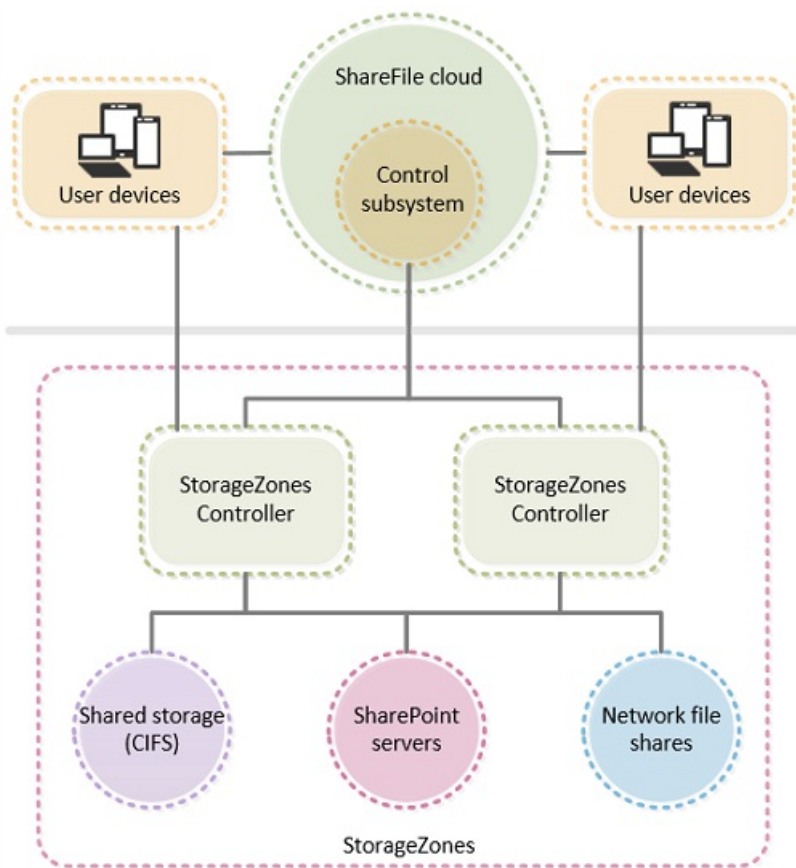 ShareFile cloud
User devices
Control
subsystem
User devices
StorageZones
Controller
StorageZones
Controller
Shared storage
(CIFS)
SharePoint
servers
Network file
shares
StorageZones